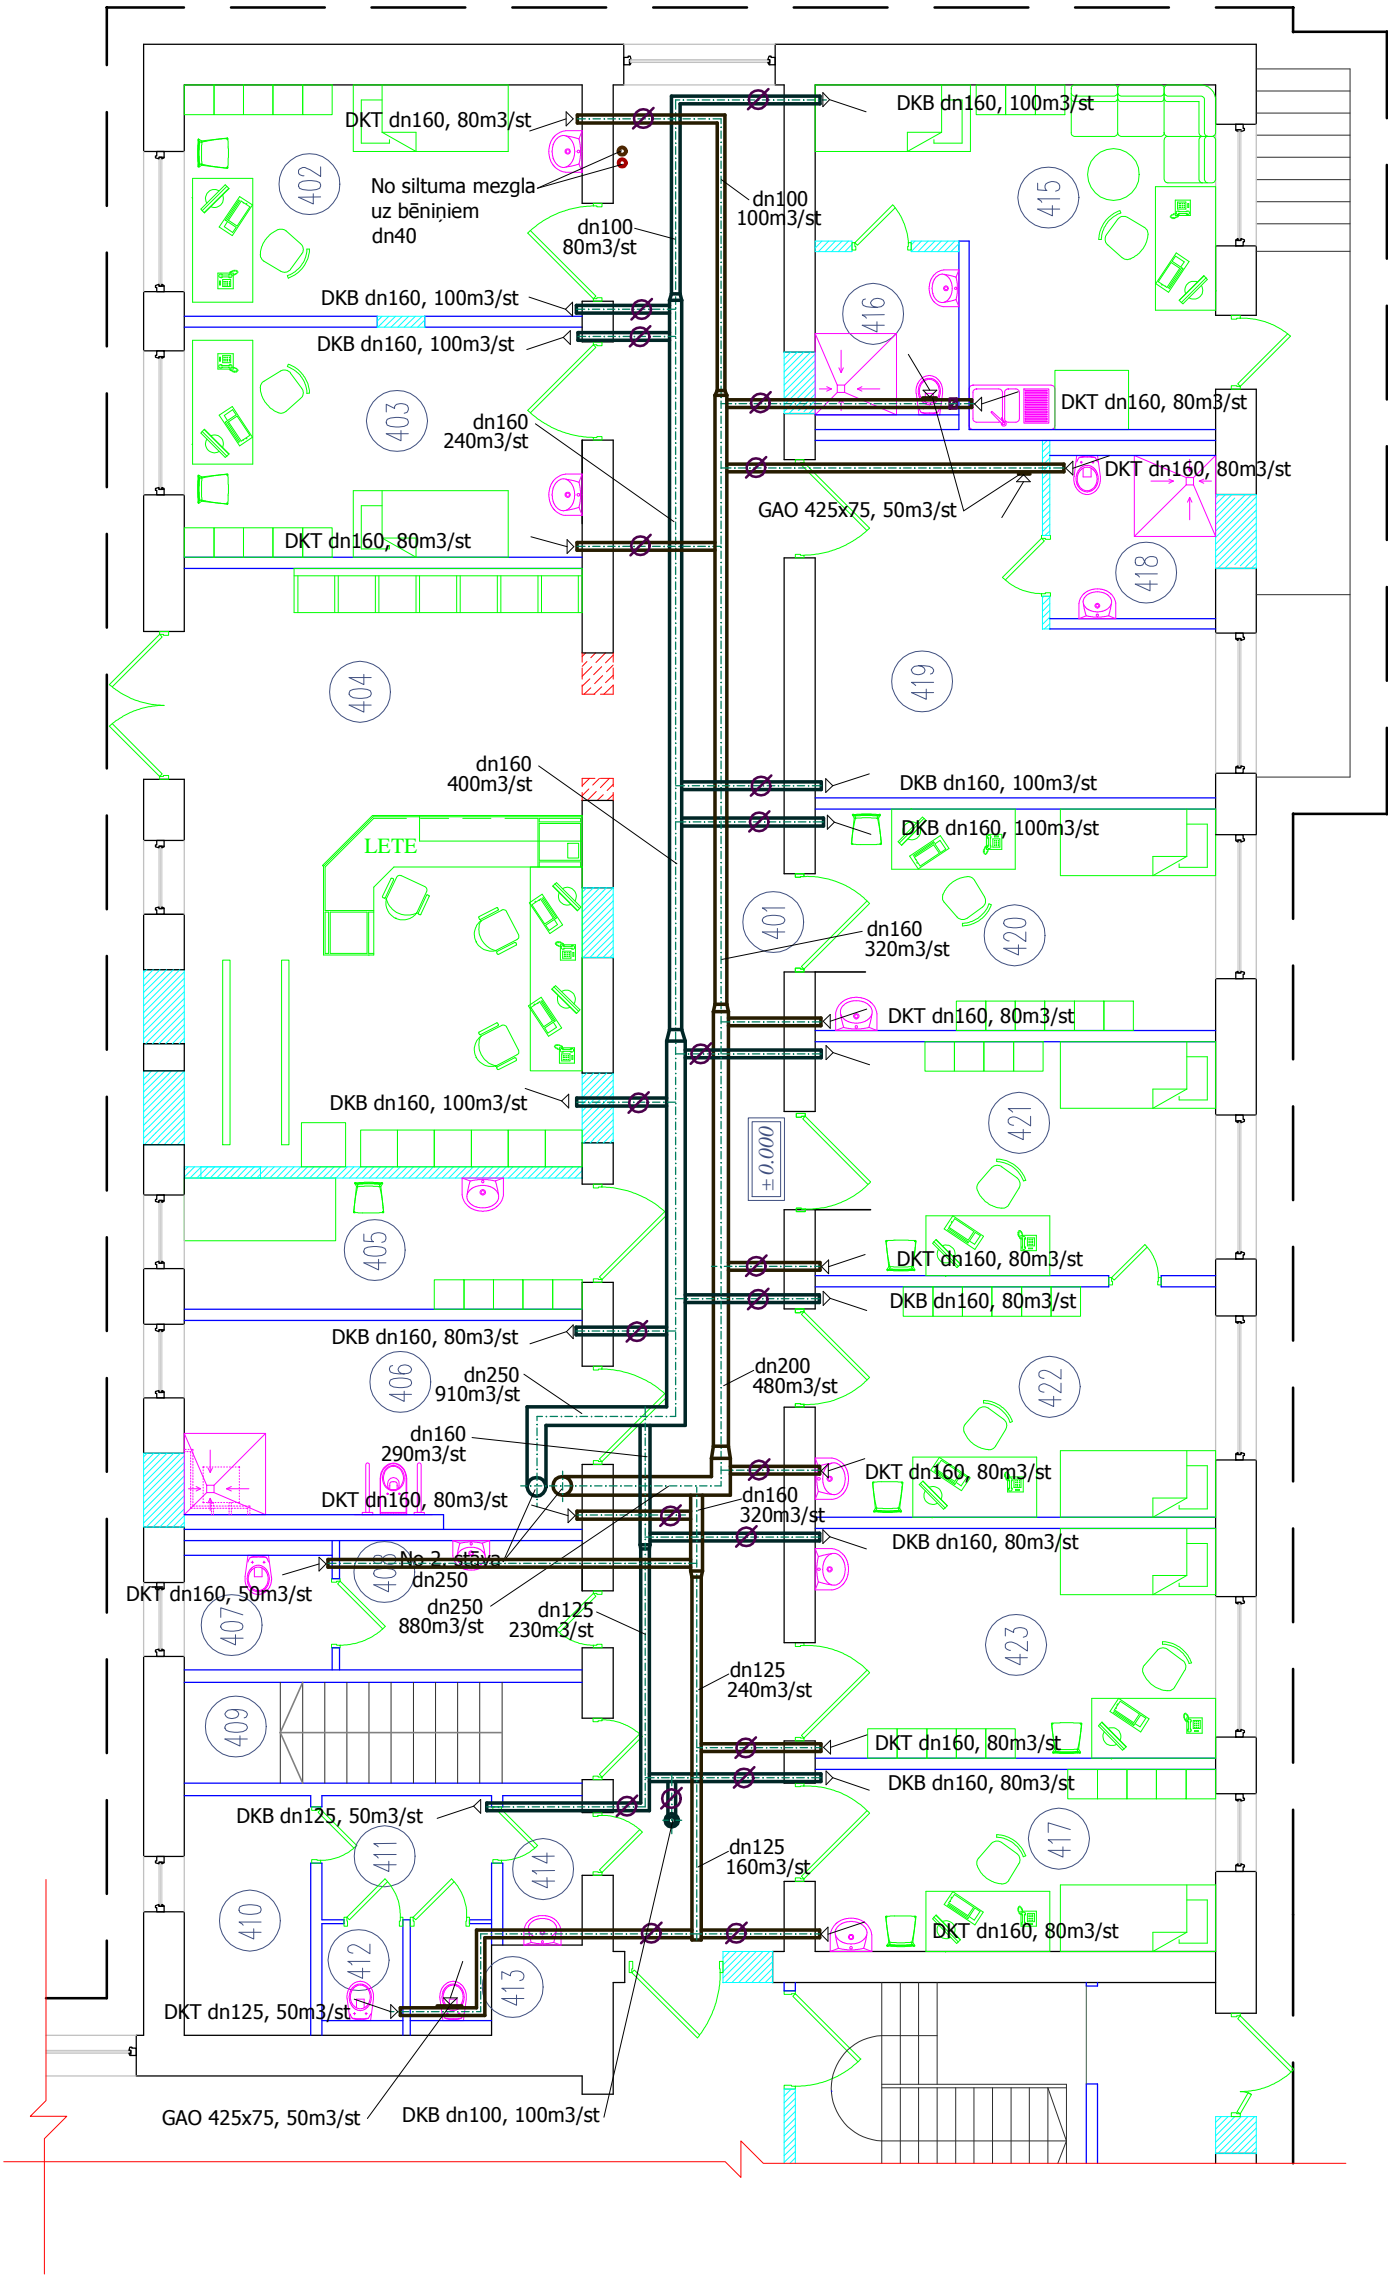 DKB dn160, 100m3/st
DKT dn160, 80m3/st
402
No siltuma mezgla
uz bēniņiem
dn40
dn100
100m3/st
415
dn100
80m3/st
DKB dn160, 100m3/st
416
DKB dn160, 100m3/st
403
dn160
240m3/st
DKT dn160, 80m3/st
DKT dn160, 80m3/st
GAO 425x75, 50m3/st
DKT dn160, 80m3/st
418
404
419
dn160
400m3/st
DKB dn160, 100m3/st
DKB dn160, 100m3/st
LETE
401
dn160
320m3/st
420
DKT dn160, 80m3/st
DKB dn160, 100m3/st
421
± 0.000
405
DKT dn160, 80m3/st
DKB dn160, 80m3/st
DKB dn160, 80m3/st
406
dn250
910m3/st
dn200
480m3/st
422
dn160
290m3/st
DKT dn160, 80m3/st
DKT dn160, 80m3/st
dn160
320m3/st
DKB dn160, 80m3/st
No 2. stāva
dn250
408
DKT dn160, 50m3/st
407
dn250
880m3/st
dn125
230m3/st
423
dn125
240m3/st
409
DKT dn160, 80m3/st
DKB dn160, 80m3/st
DKB dn125, 50m3/st
411
414
dn125
160m3/st
417
410
412
413
DKT dn160, 80m3/st
DKT dn125, 50m3/st
GAO 425x75, 50m3/st
DKB dn100, 100m3/st